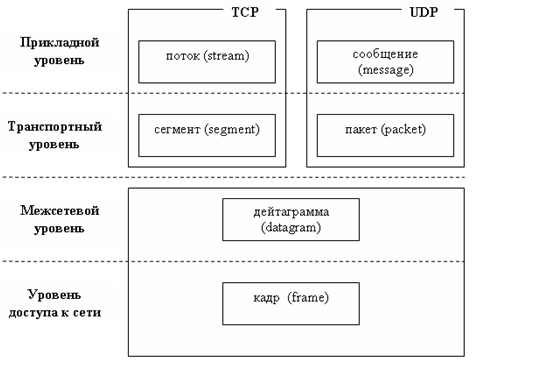 TCP
UDP
Прикладной
уровень
поток (stream)
сообщение
(message)
Транспортный
уровень
сегмент (segment)
пакет (packet)
Межсетевой
уровень
дейтаграмма
(datagram)
Уровень
доступа к сети
кадр (frame)